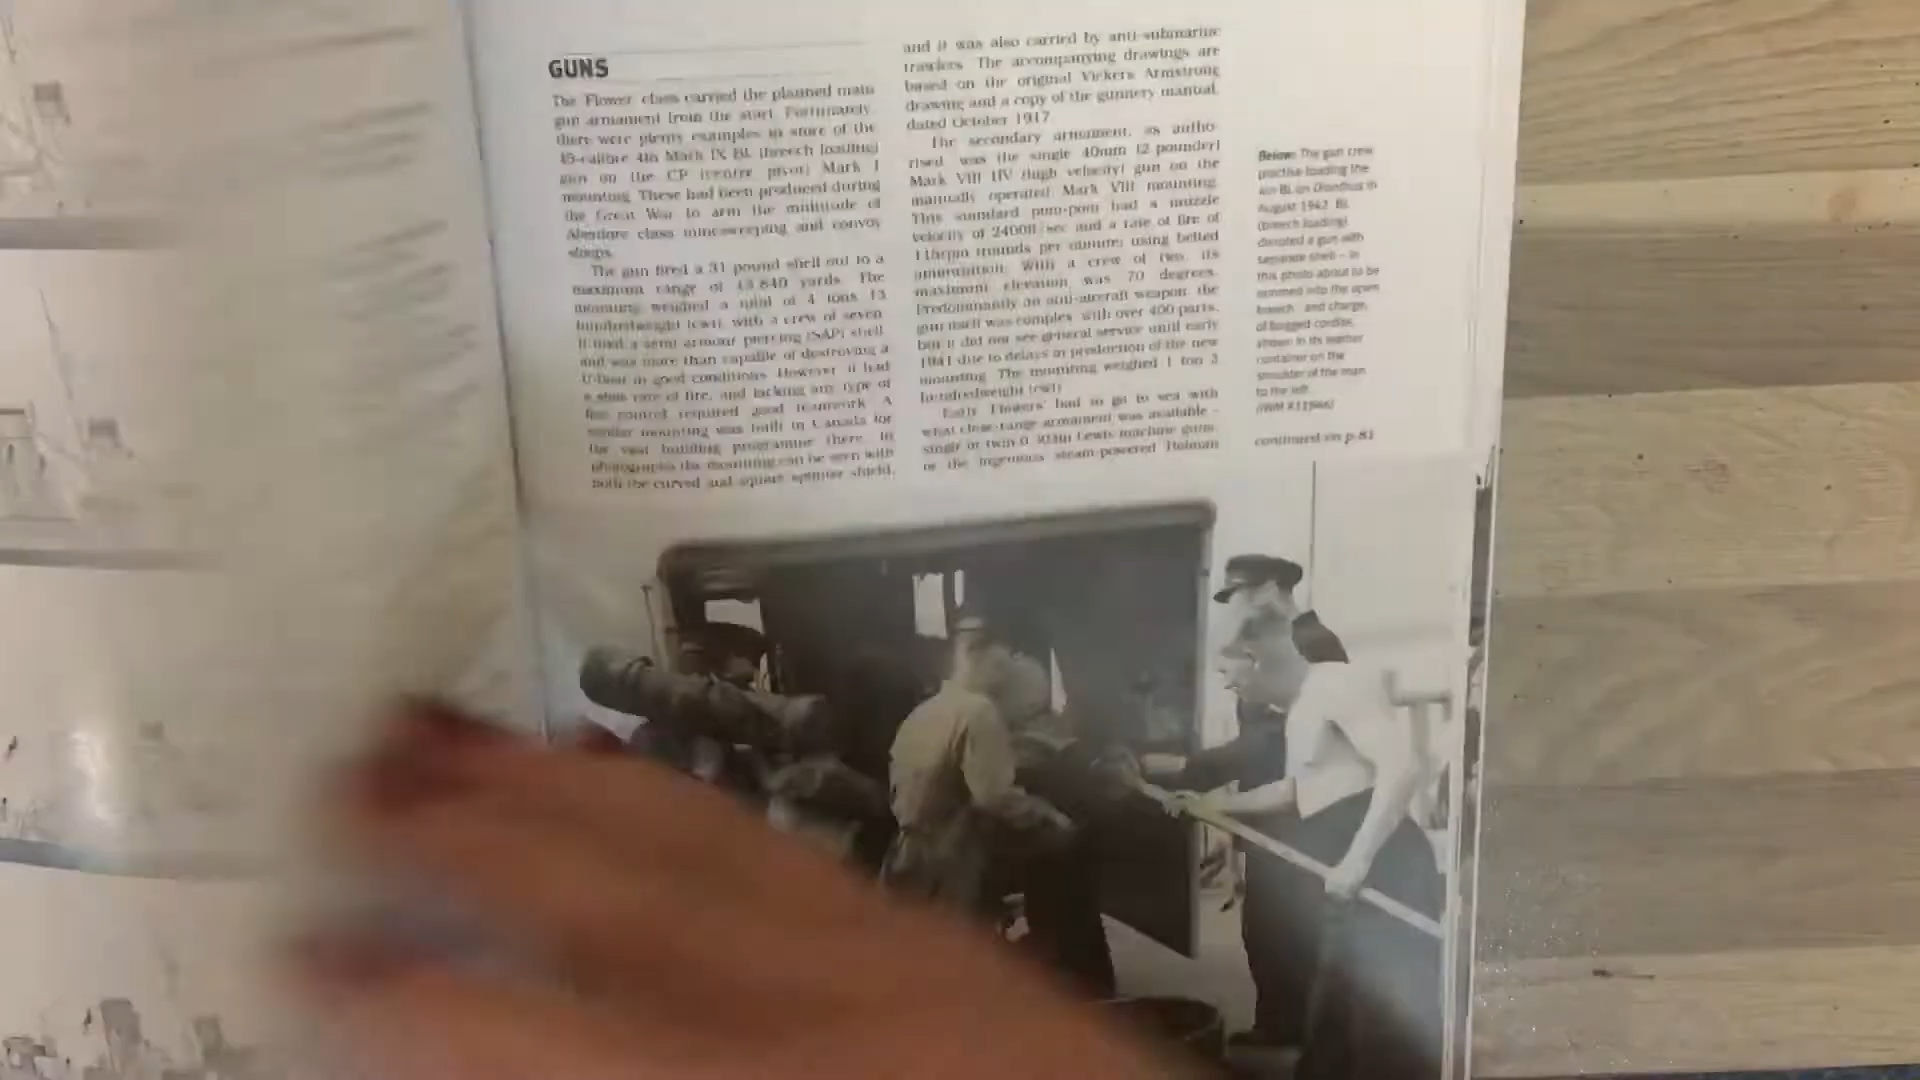 GUNS
The Flower class carried the planned main
gun armament from the start. Fortunately,
there were plenty examples in store of the
45-calibre 4in Mark IX BL (breech loading)
gun on the CP (centre pivot) Mark I
mounting. These had been produced during
the Great War to arm the multitude of
class minesweeping and convoy
sloops.
The gun fired a 31 pound shell out to a
maximum range of 13,840 yards. The
mounting weighed a total of 4 tons 13
hundredweight (cwt), with a crew of seven.
It fired a semi armour piercing (SAP) shell
and was more than capable of destroying a
U-boat in good conditions. However it had
a slow rate of fire, and lacking any type of
fire control required good teamwork. A
similar mounting was built in Canada for
the vast building programme there. In
photographs the mounting can be seen with
both the curved and square splinter shield,
and it was also carried by anti-submarine
trawlers. The accompanying drawings are
based on the original Vickers Armstrong
drawing and a copy of the gunnery manual,
dated October 1917.
The secondary armament, as autho-
rised, was the single 40mm (2-pounder)
Mark VIII HV (high velocity) gun on the
manually operated Mark VIII mounting.
This standard pom-pom had a muzzle
velocity of 2400ft/sec and a rate of fire of
115rpm (rounds per minute) using belted
ammunition. With a crew of two, its
maximum elevation was 70 degrees.
Predominantly an anti-aircraft weapon, the
gun itself was complex, with over 400 parts,
but it did not see general service until early
1941 due to delays in production of the new
mounting. The mounting weighed 1 ton 3
hundredweight (cwt).
Early 'Flowers' had to go to sea with
what close-range armament was available –
single or twin 0.303in Lewis machine guns,
or the ingenious steam-powered Holman
Below: The gun crew
practise loading the
4in BL on Dianthus in
August 1942. BL
(breech loading)
denoted a gun with
separate shell – in
this photo about to be
rammed into the open
breech – and charge,
of bagged cordite,
shown in its leather
container on the
shoulder of the man
to the left.
(IWM
continued on p 81